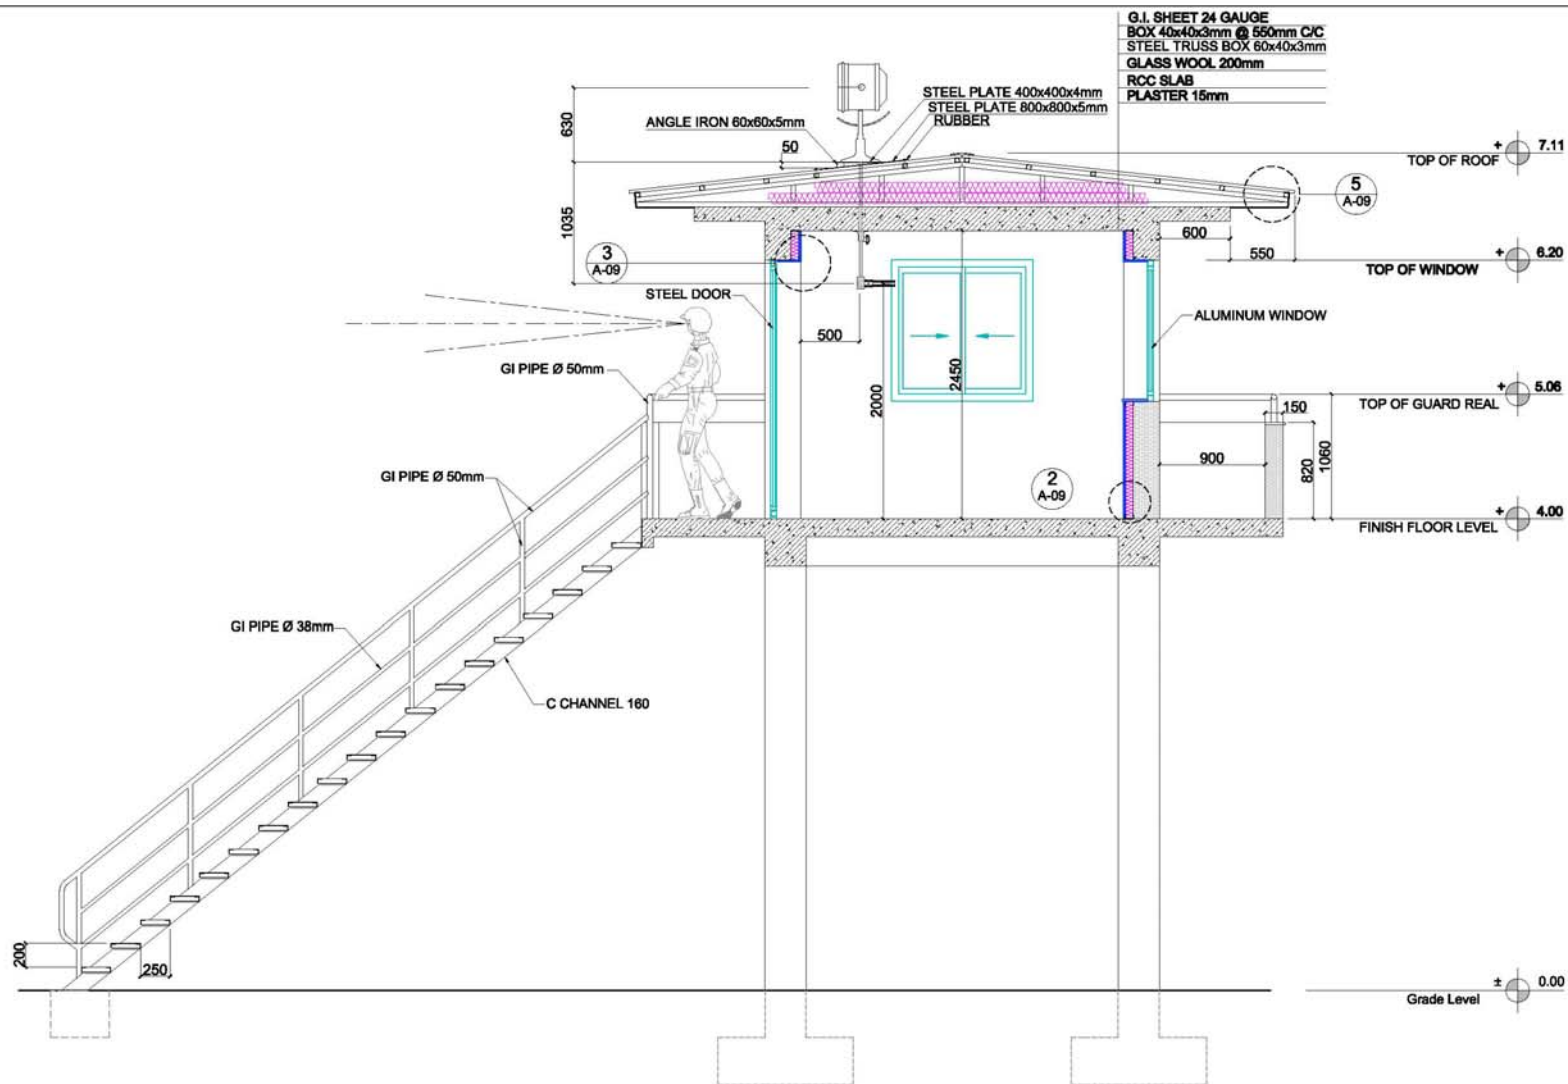 G.I. SHEET 24 GAUGE
BOX 40x40x3mm @ 550mm C/C
STEEL TRUSS BOX 60x40x3mm
GLASS WOOL 200mm
RCC SLAB
PLASTER 15mm
STEEL PLATE 400x400x4mm
STEEL PLATE 800x800x5mm
RUBBER
ANGLE IRON 60x60x5mm
630
50
+ 7.11
TOP OF ROOF
5
A-09
1035
600
550
3
A-09
+ 6.20
TOP OF WINDOW
STEEL DOOR
500
ALUMINUM WINDOW
GI PIPE Ø 50mm
2000
2450
+ 5.06
TOP OF GUARD REAL
150
900
820
1060
GI PIPE Ø 50mm
2
A-09
+ 4.00
FINISH FLOOR LEVEL
GI PIPE Ø 38mm
C CHANNEL 160
200
250
± 0.00
Grade Level